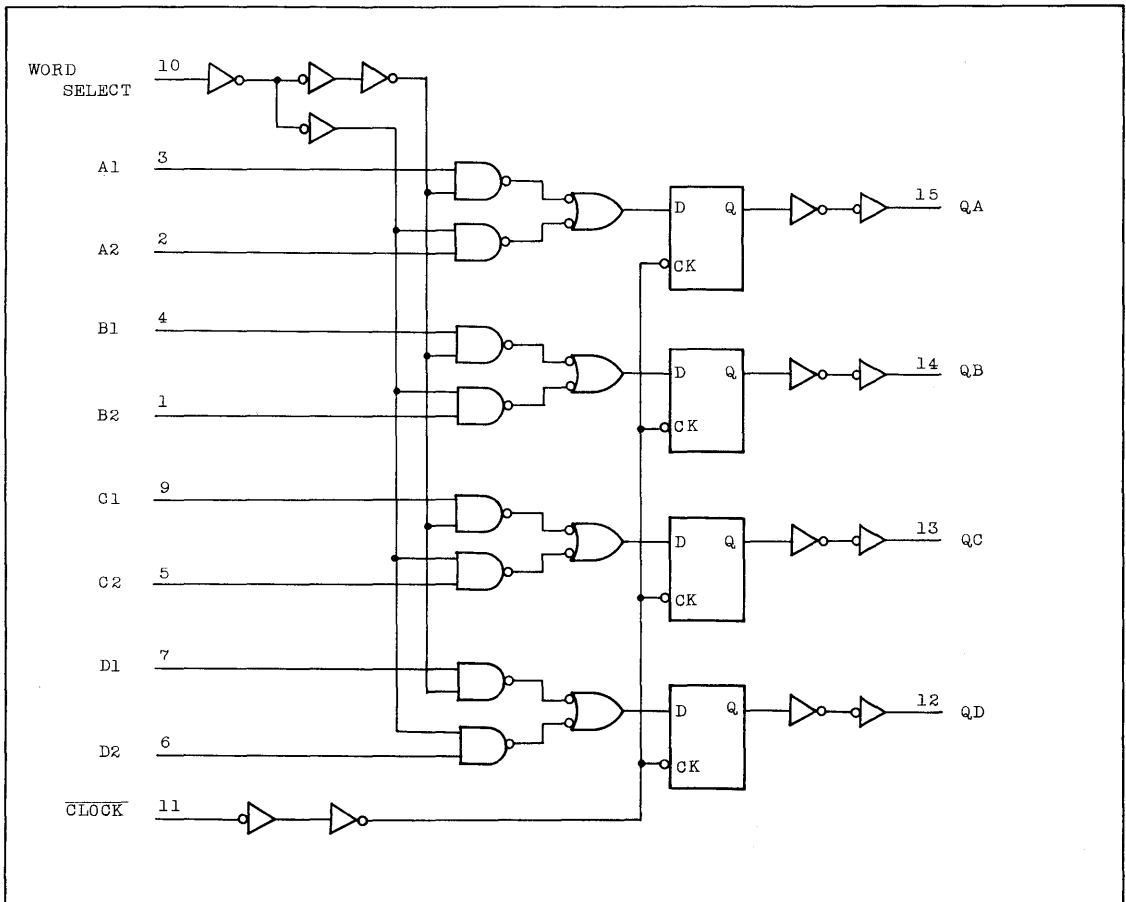 WORD SELECT 10
A1 3
D Q 15 QA
A2 2
CK
B1 4
D Q 14 QB
B2 1
CK
C1 9
D Q 13 QC
C2 5
CK
D1 7
D Q 12 QD
D2 6
CK
CLOCK 11